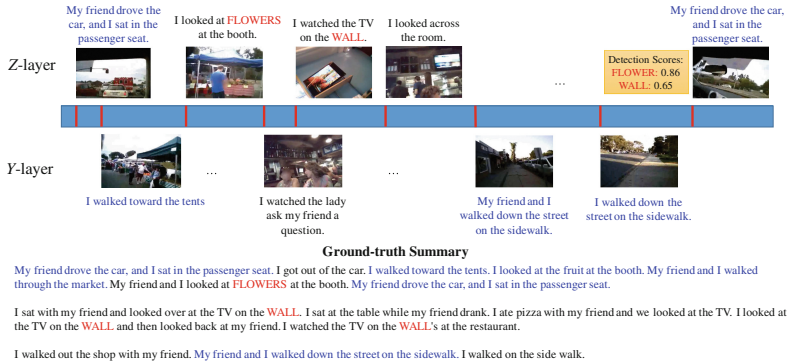 My friend drove the
car, and I sat in the
passenger seat.
I looked at FLOWERS
at the booth.
I watched the TV
on the WALL.
I looked across
the room.
My friend drove the car,
and I sat in the
passenger seat.
Z-layer
...
Detection Scores:
FLOWER: 0.86
WALL: 0.65
Y-layer
...
...
I walked toward the tents
I watched the lady
ask my friend a
question.
My friend and I
walked down the street
on the sidewalk.
I walked down the
street on the sidewalk.
Ground-truth Summary
My friend drove the car, and I sat in the passenger seat. I got out of the car. I walked toward the tents. I looked at the fruit at the booth. My friend and I walked
through the market. My friend and I looked at FLOWERS at the booth. My friend drove the car, and I sat in the passenger seat.
I sat with my friend and looked over at the TV on the WALL. I sat at the table while my friend drank. I ate pizza with my friend and we looked at the TV. I looked at
the TV on the WALL and then looked back at my friend. I watched the TV on the WALL's at the restaurant.
I walked out the shop with my friend. My friend and I walked down the street on the sidewalk. I walked on the side walk.